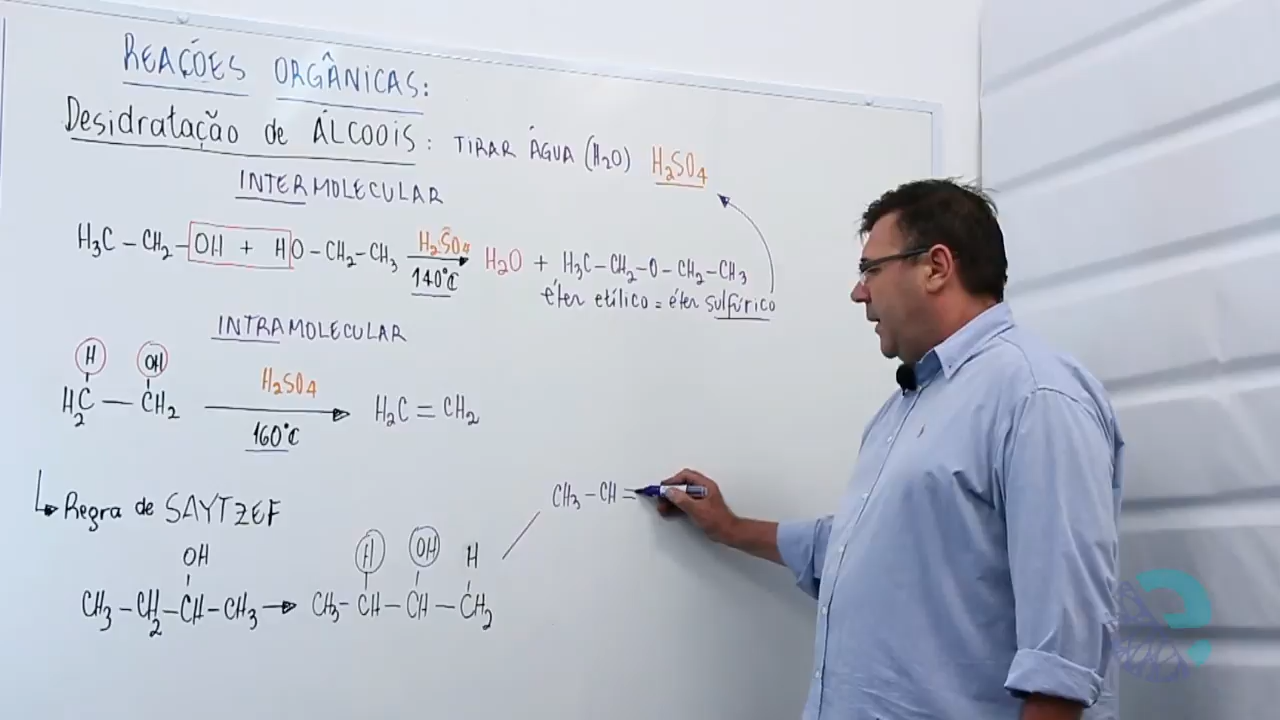 REAÇÕES ORGÂNICAS:
Desidratação de ÁLCOOIS: TIRAR ÁGUA (H₂O) H₂SO₄
INTERMOLECULAR
H₃C – CH₂ – OH + HO – CH₂ – CH₃ H₂SO₄ 140°C H₂O + H₃C – CH₂ – O – CH₂ – CH₃
éter etílico = éter sulfúrico
INTRAMOLECULAR
H OH
H₂C — CH₂ H₂SO₄ 160°C H₂C = CH₂
Regra de SAYTZEF
CH₃ – CH =
OH H OH H
CH₃ – CH₂ – CH – CH₃ → CH₃ – CH – CH – CH₂